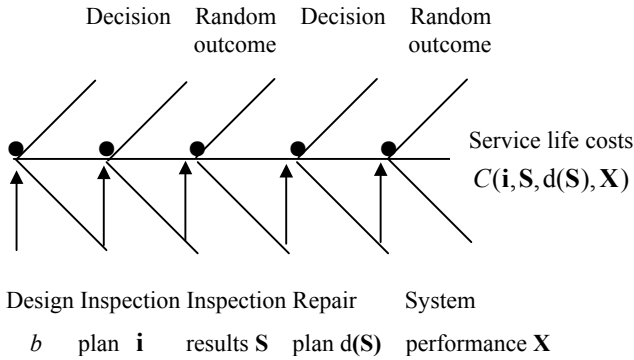 Decision Random outcome Decision Random outcome
Service life costs
C(i, S, d(S), X)
Design Inspection Inspection Repair System
b plan i results S plan d(S) performance X